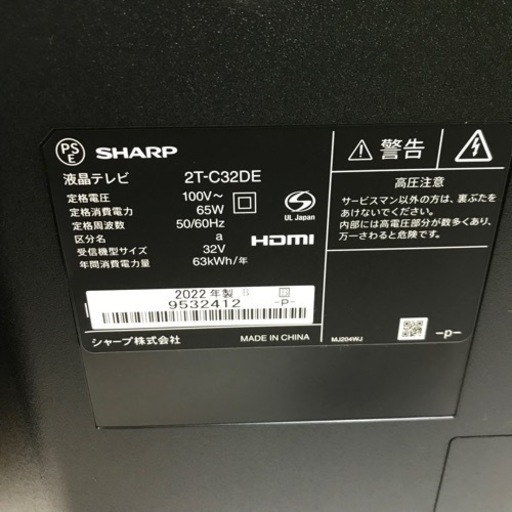 PS
E
SHARP
液晶テレビ 2T-C32DE
定格電圧 100V～
定格消費電力 65W
定格周波数 50/60Hz
区分名 a
受信機型サイズ 32V
年間消費電力量 63kWh/年
S
UL Japan
HDMI
2022 年製 B
9532412 -P-
シャープ株式会社 MADE IN CHINA
警告
高圧注意
サービスマン以外の方は、裏ぶたを
あけないでください。
内部には高電圧部分が数多くあり、
万一さわると危険です。
MJ204WJ
-p-